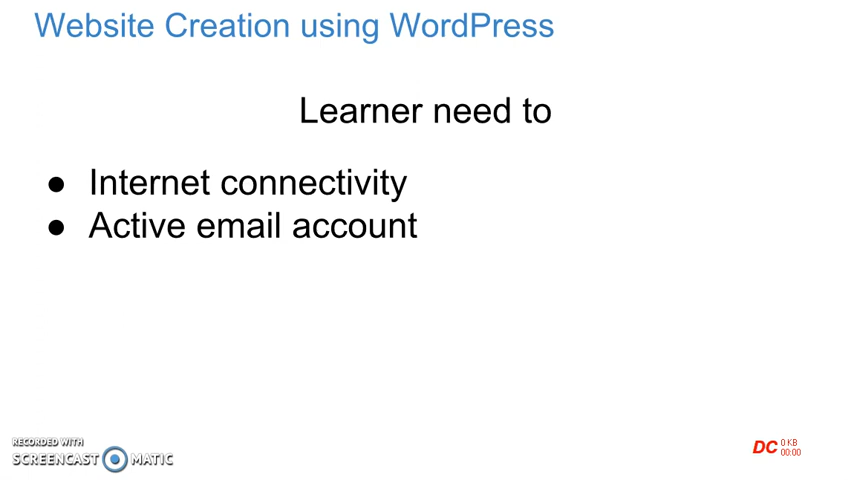 Website Creation using WordPress
Learner need to
● Internet connectivity
● Active email account
RECORDED WITH
SCREENCAST MATIC
DC 0 KB
00:00